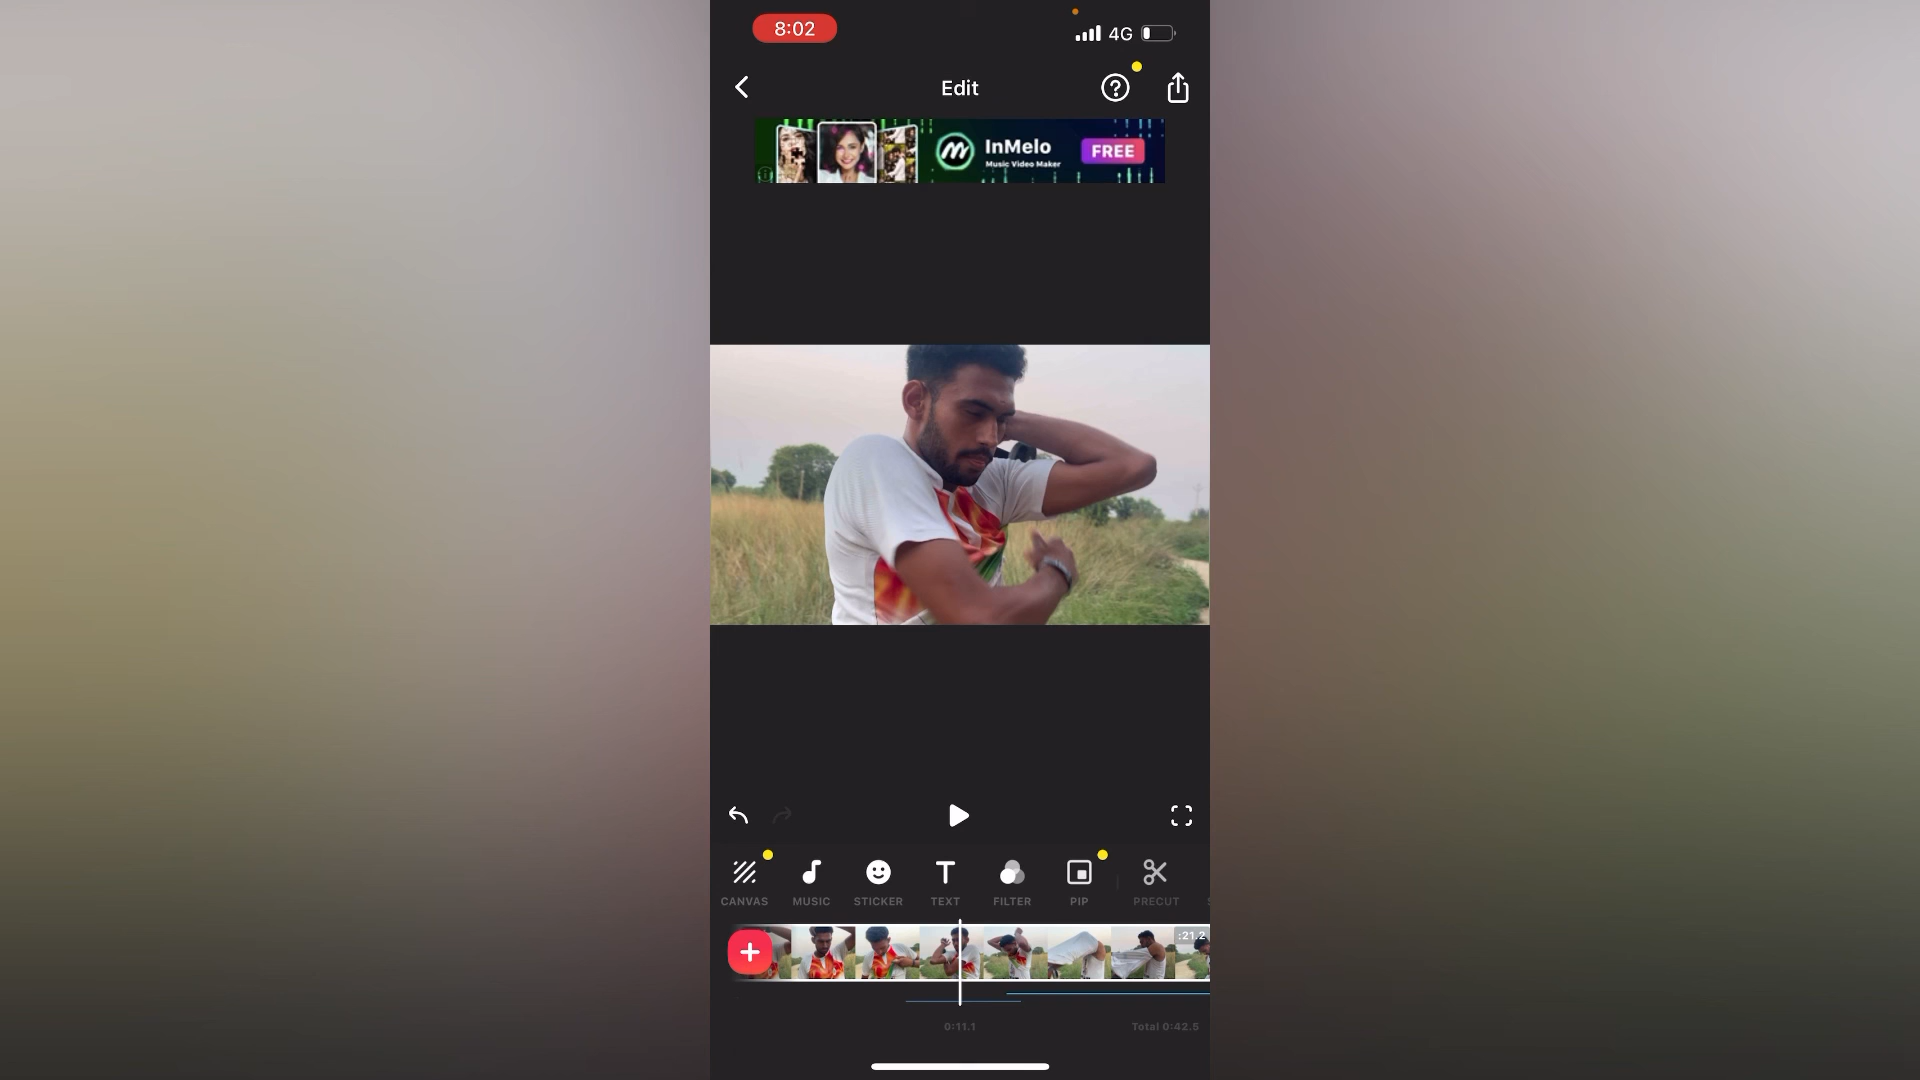 8:02
4G
Edit
InMelo
Music Video Maker
FREE
CANVAS
MUSIC
STICKER
TEXT
FILTER
PIP
PRECUT
:21.2
0:11.1
Total 0:42.5